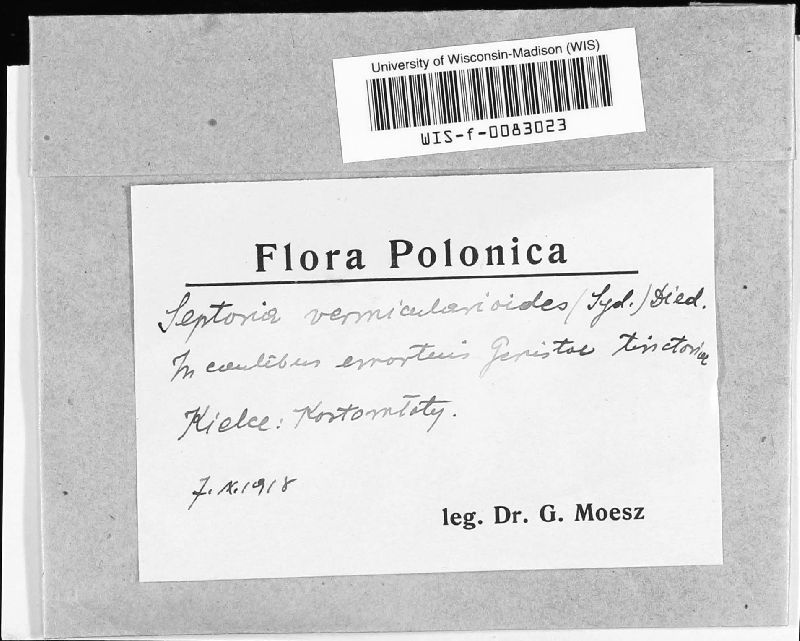 University of Wisconsin-Madison (WIS)
WIS-f-0083023
Flora Polonica
Septoria vermicularioides (Syd.) Died.
In caulibus emortuis Genistae tinctoriae
Kielce: Kostomłoty.
7. X. 1918
leg. Dr. G. Moesz